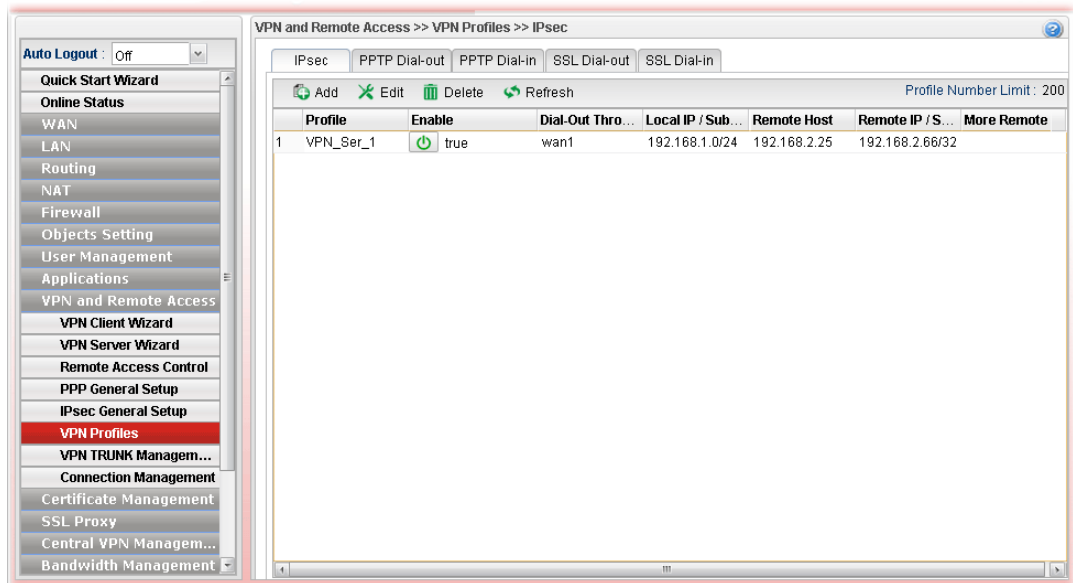 VPN and Remote Access >> VPN Profiles >> IPsec
Auto Logout : Off
Quick Start Wizard
Online Status
WAN
LAN
Routing
NAT
Firewall
Objects Setting
User Management
Applications
VPN and Remote Access
VPN Client Wizard
VPN Server Wizard
Remote Access Control
PPP General Setup
IPsec General Setup
VPN Profiles
VPN TRUNK Managem...
Connection Management
Certificate Management
SSL Proxy
Central VPN Managem...
Bandwidth Management
IPsec PPTP Dial-out PPTP Dial-in SSL Dial-out SSL Dial-in
Add Edit Delete Refresh Profile Number Limit : 200
Profile Enable Dial-Out Thro... Local IP / Sub... Remote Host Remote IP / S... More Remote
1 VPN_Ser_1 true wan1 192.168.1.0/24 192.168.2.25 192.168.2.66/32